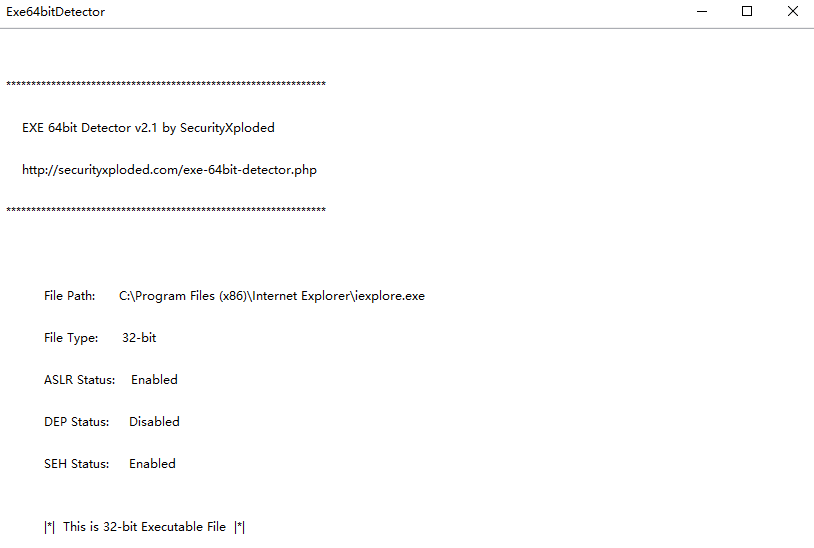 Exe64bitDetector
****************************************************************
EXE 64bit Detector v2.1 by SecurityXploded
http://securityxploded.com/exe-64bit-detector.php
****************************************************************
File Path: C:\Program Files (x86)\Internet Explorer\iexplore.exe
File Type: 32-bit
ASLR Status: Enabled
DEP Status: Disabled
SEH Status: Enabled
|*| This is 32-bit Executable File |*|